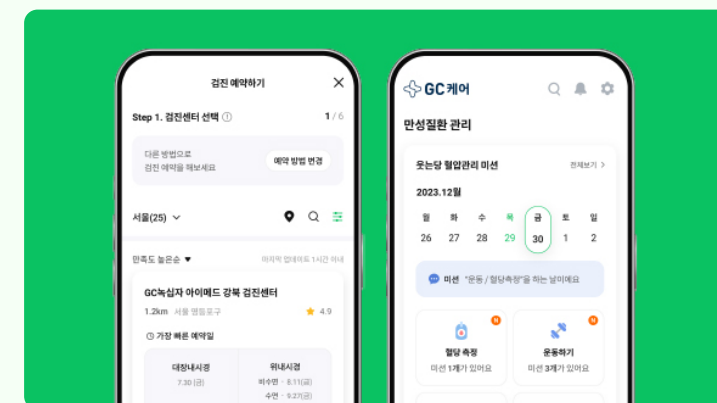 검진 예약하기
Step 1. 검진센터 선택
1 / 6
다른 방법으로
검진 예약을 해보세요
예약 방법 변경
서울(25)
만족도 높은순
마지막 업데이트 1시간 이내
GC녹십자 아이메드 강북 검진센터
1.2km 서울 영등포구
4.9
가장 빠른 예약일
대장내시경
7.30 (금)
위내시경
비수면 · 8.11(금)
수면 · 9.27(금)
GC케어
만성질환 관리
웃는당 혈압관리 미션
전체보기 >
2023.12월
월 화 수 목 금 토 일
26 27 28 29 30 1 2
미션 "운동 / 혈당측정"을 하는 날이에요
N
혈당 측정
미션 1개가 있어요
N
운동하기
미션 3개가 있어요